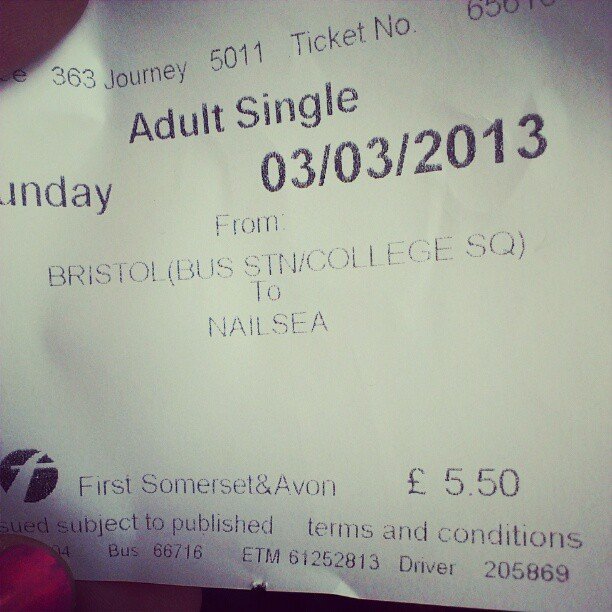 363 Journey 5011 Ticket No.
Adult Single
unday 03/03/2013
From:
BRISTOL(BUS STN/COLLEGE SQ)
To
NAILSEA
f First Somerset&Avon £ 5.50
sued subject to published terms and conditions
04 Bus 66716 ETM 61252813 Driver 205869